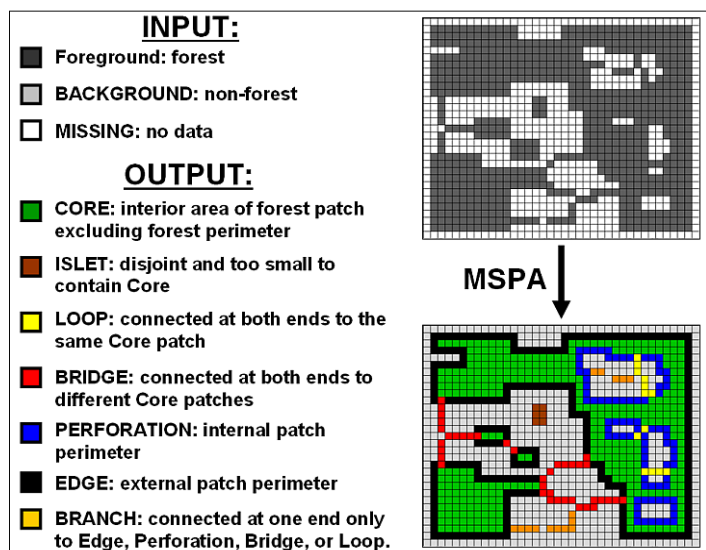 INPUT:
Foreground: forest
BACKGROUND: non-forest
MISSING: no data
OUTPUT:
CORE: interior area of forest patch
excluding forest perimeter
ISLET: disjoint and too small to
contain Core
LOOP: connected at both ends to the
same Core patch
BRIDGE: connected at both ends to
different Core patches
PERFORATION: internal patch
perimeter
EDGE: external patch perimeter
BRANCH: connected at one end only
to Edge, Perforation, Bridge, or Loop.
MSPA